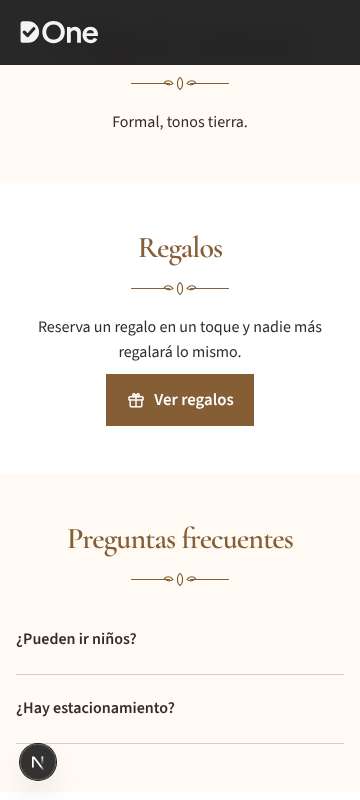 One
Formal, tonos tierra.
Regalos
Reserva un regalo en un toque y nadie más
regalará lo mismo.
Ver regalos
Preguntas frecuentes
¿Pueden ir niños?
¿Hay estacionamiento?
N